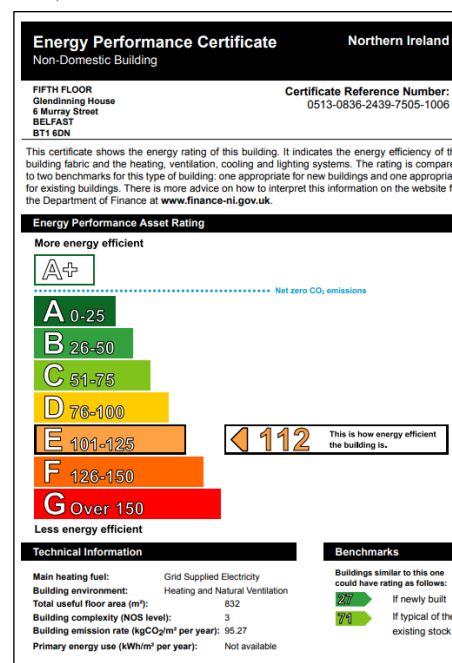 Energy Performance Certificate
Northern Ireland
Non-Domestic Building
FIFTH FLOOR
Glendinning House
6 Murray Street
BELFAST
BT1 6DN
Certificate Reference Number:
0513-0836-2439-7505-1006
This certificate shows the energy rating of this building. It indicates the energy efficiency of
building fabric and the heating, ventilation, cooling and lighting systems. The rating is
to two benchmarks for this type of building: one appropriate for new buildings and one
for existing buildings. There is more advice on how to interpret this information on the website
the Department of Finance at www.finance-ni.gov.uk.
Energy Performance Asset Rating
More energy efficient
A+
Net zero CO₂ emissions
A 0-25
B 26-50
C 51-75
D 76-100
E 101-125
112
This is how energy efficient
the building is.
F 126-150
G Over 150
Less energy efficient
Technical Information
Main heating fuel: Grid Supplied Electricity
Building environment: Heating and Natural Ventilation
Total useful floor area (m²): 832
Building complexity (NOS level): 3
Building emission rate (kgCO₂/m² per year): 95.27
Primary energy use (kWh/m² per year): Not available
Benchmarks
Buildings similar to this one
could have rating as follows:
27 If newly built
71 If typical of the
existing stock